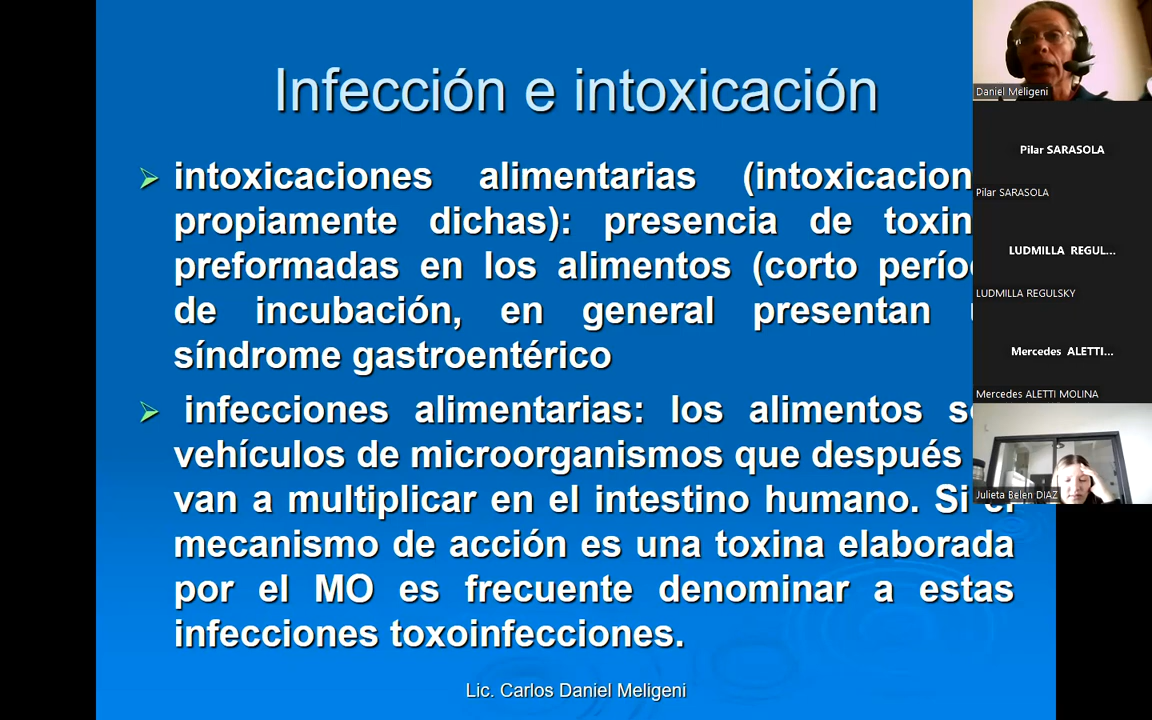 Infección e intoxicación
intoxicaciones alimentarias (intoxicacion
propiamente dichas): presencia de toxin
preformadas en los alimentos (corto perío
de incubación, en general presentan
síndrome gastroentérico
infecciones alimentarias: los alimentos s
vehículos de microorganismos que después
van a multiplicar en el intestino humano. Si el
mecanismo de acción es una toxina elaborada
por el MO es frecuente denominar a estas
infecciones toxoinfecciones.
Lic. Carlos Daniel Meligeni
Daniel Meligeni
Pilar SARASOLA
Pilar SARASOLA
LUDMILLA REGUL...
LUDMILLA REGULSKY
Mercedes ALETTI...
Mercedes ALETTI MOLINA
Julieta Belen DIAZ